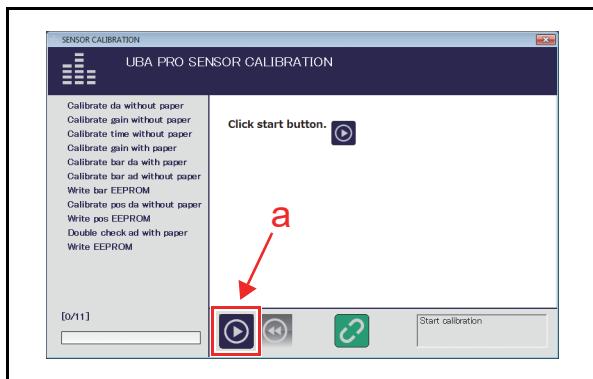 SENSOR CALIBRATION
UBA PRO SENSOR CALIBRATION
Calibrate da without paper
Calibrate gain without paper
Calibrate time without paper
Calibrate gain with paper
Calibrate bar da with paper
Calibrate bar ad without paper
Write bar EEPROM
Calibrate pos da without paper
Write pos EEPROM
Double check ad with paper
Write EEPROM
Click start button.
a
[0/11]
Start calibration